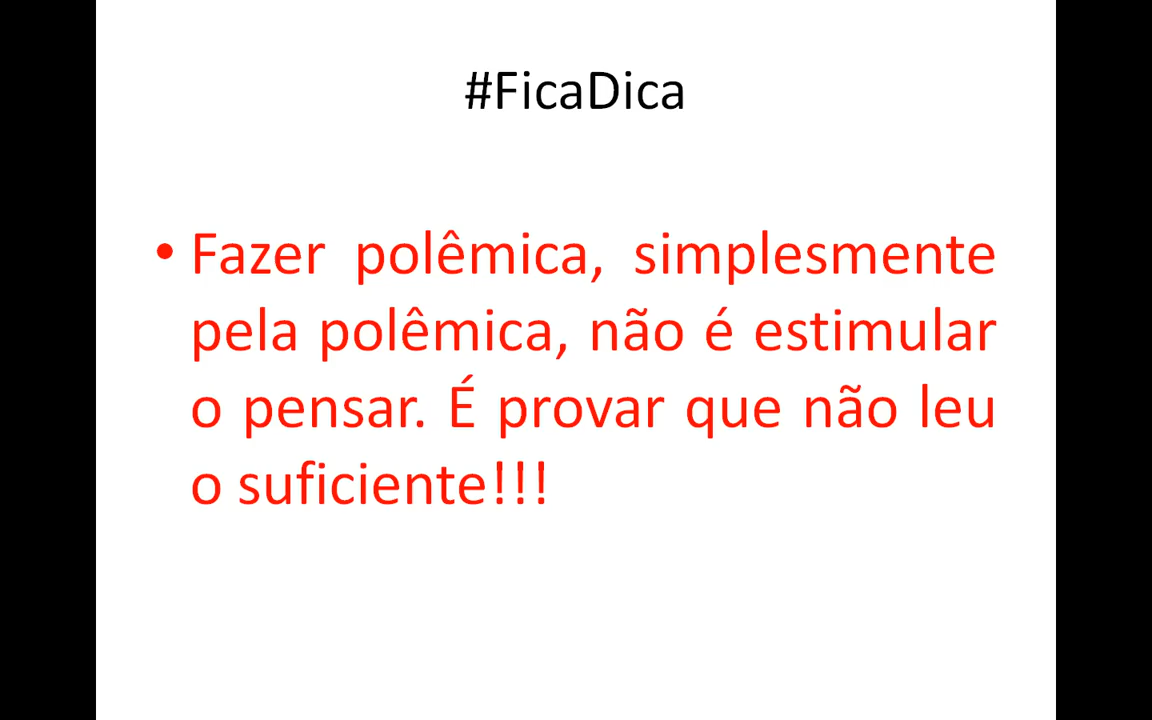 #FicaDica
• Fazer polêmica, simplesmente
pela polêmica, não é estimular
o pensar. É provar que não leu
o suficiente!!!